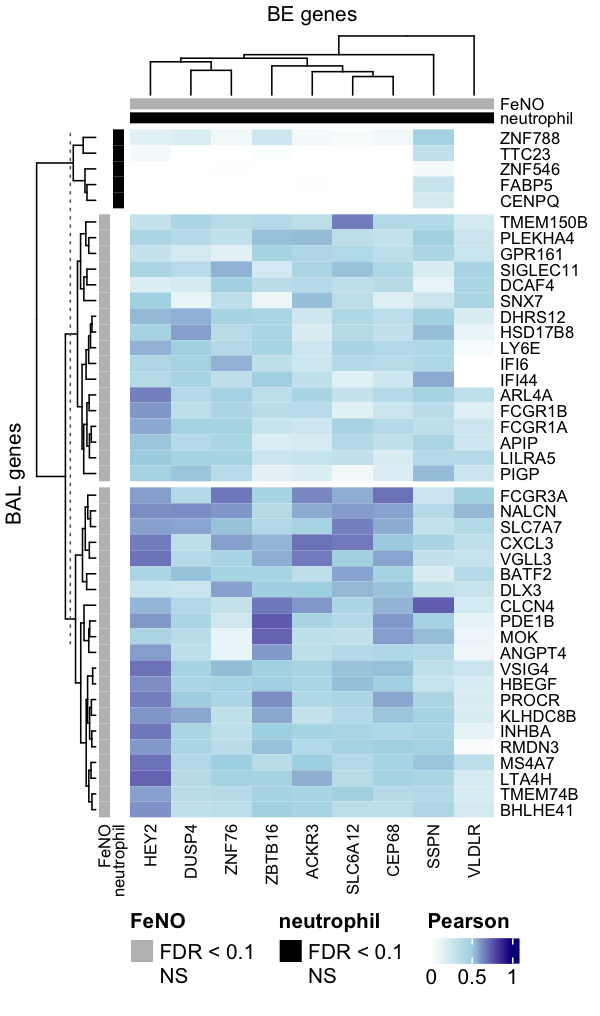 BE genes
FeNO
neutrophil
ZNF788
TTC23
ZNF546
FABP5
CENPQ
TMEM150B
PLEKHA4
GPR161
SIGLEC11
DCAF4
SNX7
DHRS12
HSD17B8
LY6E
IFI6
IFI44
ARL4A
FCGR1B
FCGR1A
APIP
LILRA5
PIGP
FCGR3A
NALCN
SLC7A7
CXCL3
VGLL3
BATF2
DLX3
CLCN4
PDE1B
MOK
ANGPT4
VSIG4
HBEGF
PROCR
KLHDC8B
INHBA
RMDN3
MS4A7
LTA4H
TMEM74B
BHLHE41
BAL genes
FeNO
neutrophil
HEY2
DUSP4
ZNF76
ZBTB16
ACKR3
SLC6A12
CEP68
SSPN
VLDLR
FeNO neutrophil Pearson
FDR < 0.1 FDR < 0.1
NS NS 0 0.5 1